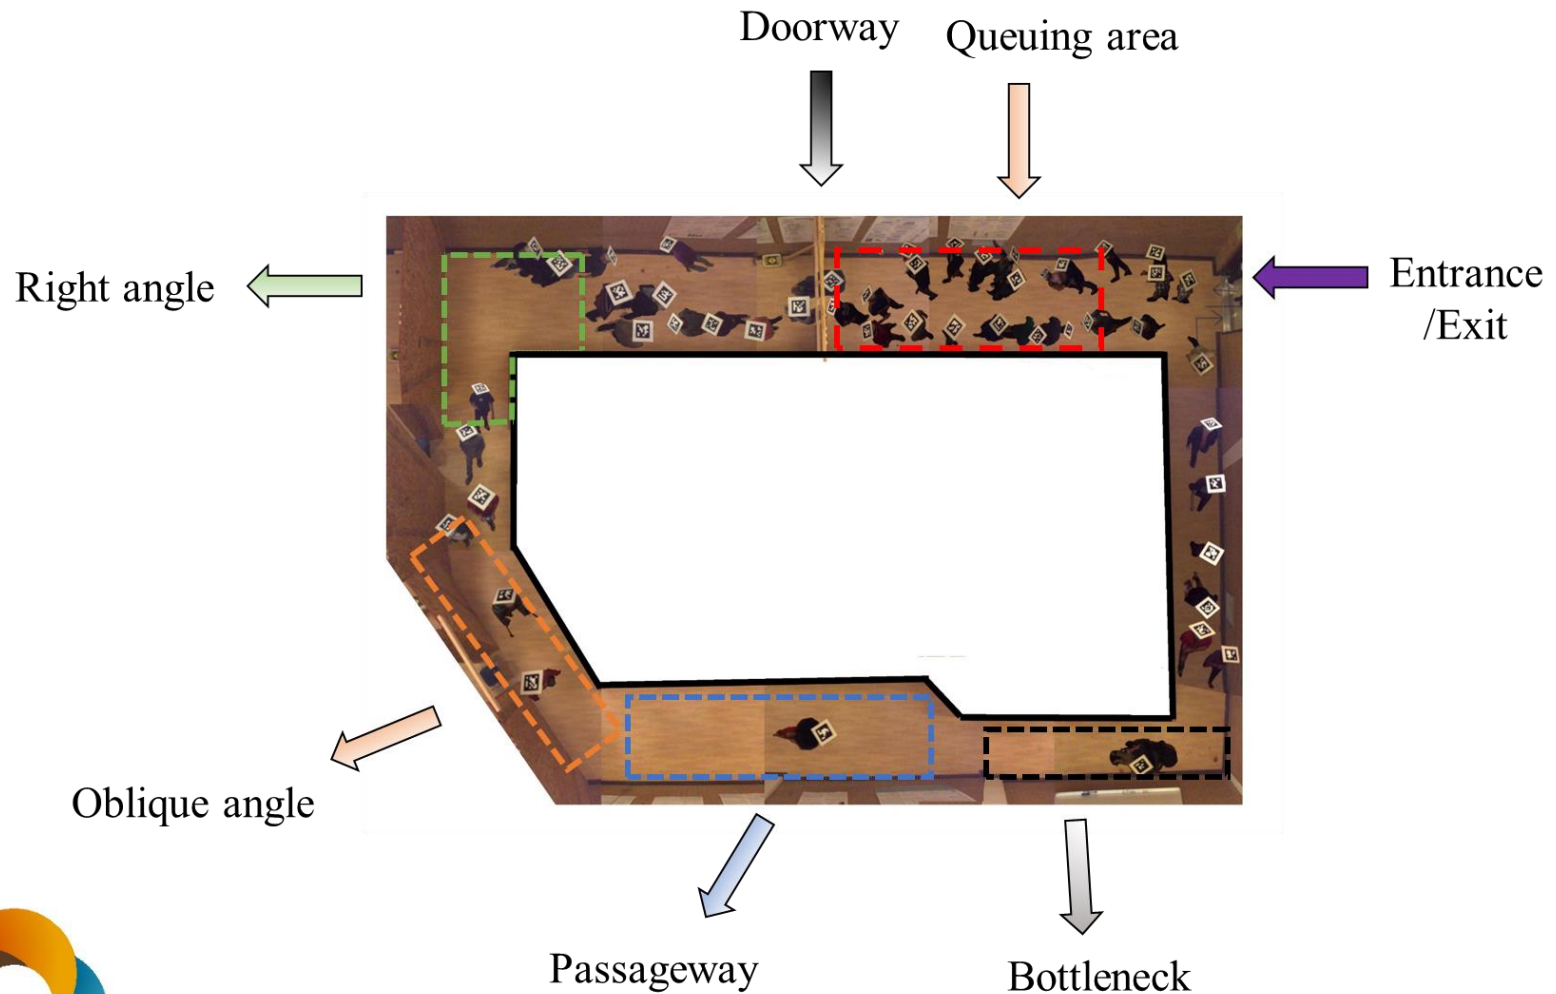 Doorway
Queuing area
Right angle
Entrance
/Exit
Oblique angle
Passageway
Bottleneck